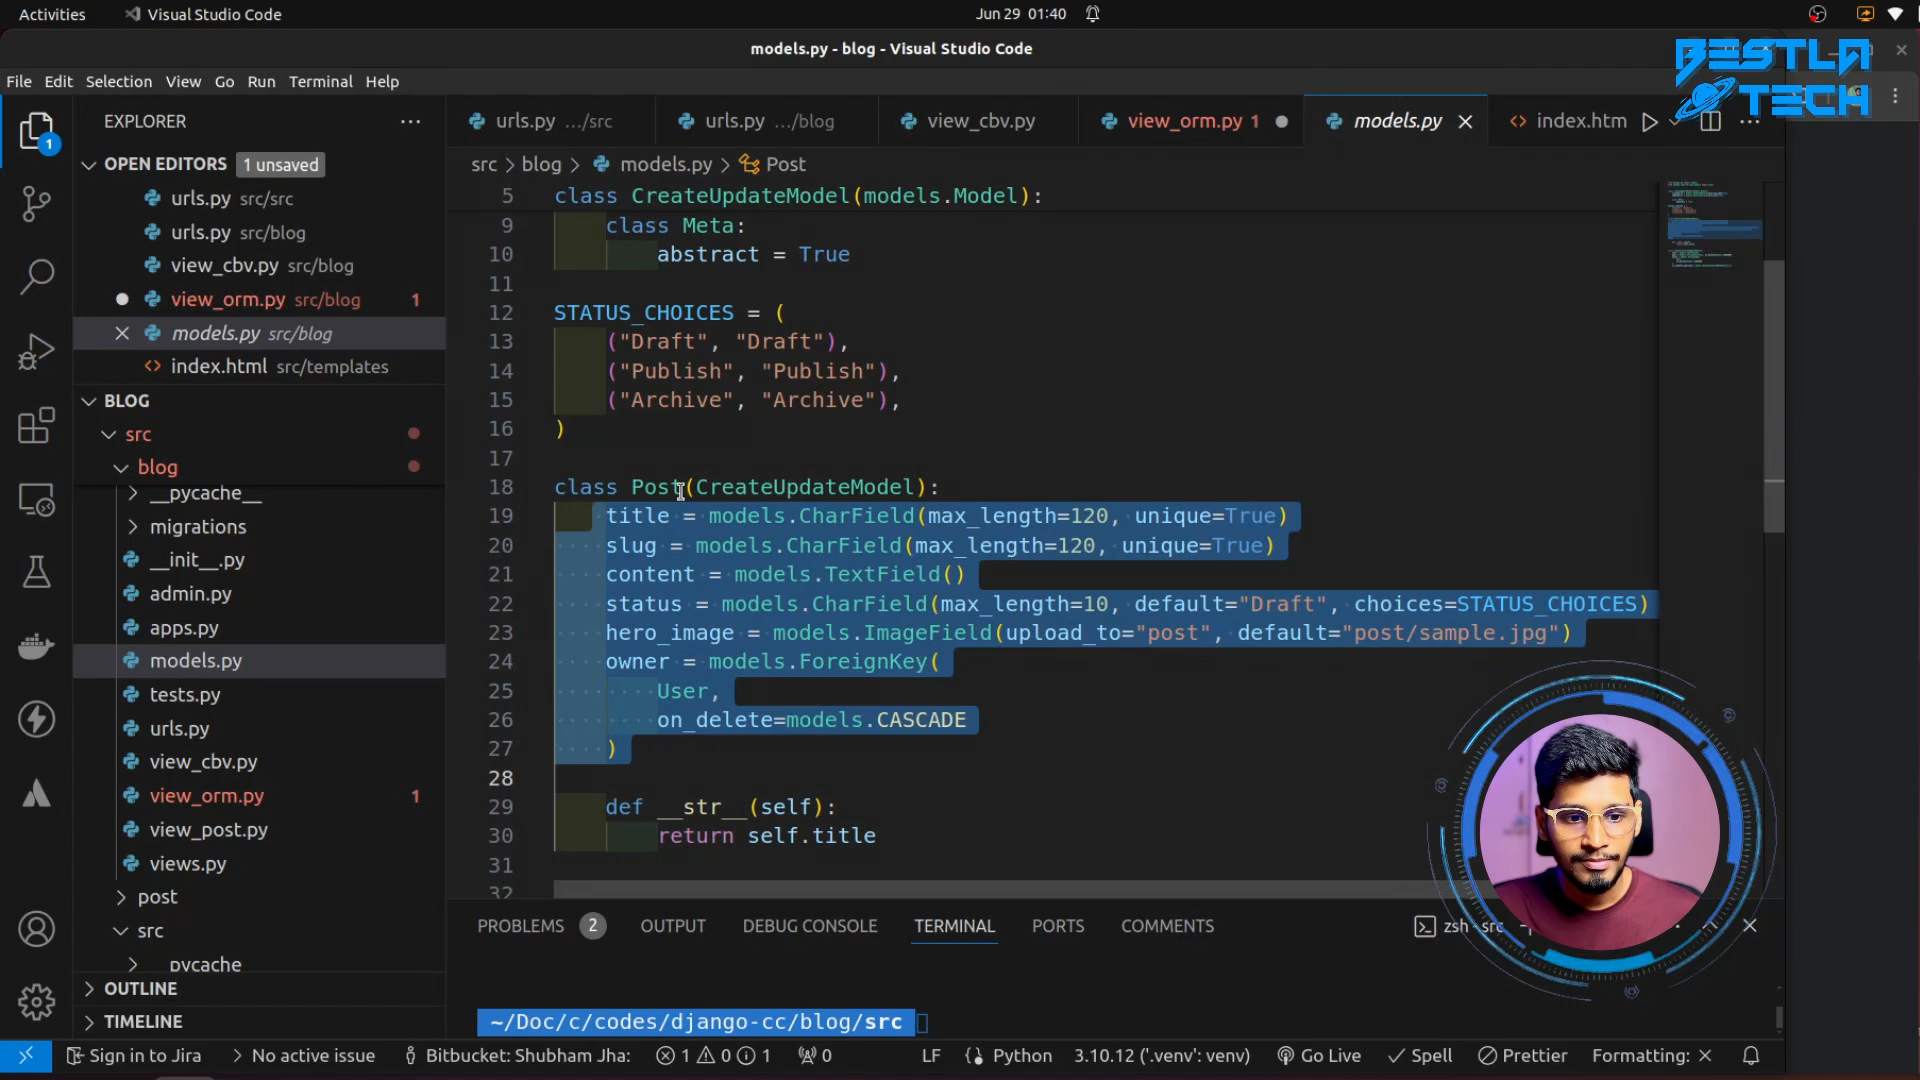 Activities
Visual Studio Code
Jun 29 01:40
models.py - blog - Visual Studio Code
BESTLA TECH
File Edit Selection View Go Run Terminal Help
EXPLORER
OPEN EDITORS 1 unsaved
urls.py src/src
urls.py src/blog
view_cbv.py src/blog
view_orm.py src/blog 1
models.py src/blog
index.html src/templates
BLOG
src
blog
__pycache__
migrations
__init__.py
admin.py
apps.py
models.py
tests.py
urls.py
view_cbv.py
view_orm.py 1
view_post.py
views.py
post
src
pycache
OUTLINE
TIMELINE
1
urls.py .../src
urls.py .../blog
view_cbv.py
view_orm.py 1
models.py
index.htm
src > blog > models.py > Post
5 class CreateUpdateModel(models.Model):
9 class Meta:
10 abstract = True
11
12 STATUS_CHOICES = (
13 ("Draft", "Draft"),
14 ("Publish", "Publish"),
15 ("Archive", "Archive"),
16 )
17
18 class Post(CreateUpdateModel):
19 title = models.CharField(max_length=120, unique=True)
20 slug = models.CharField(max_length=120, unique=True)
21 content = models.TextField()
22 status = models.CharField(max_length=10, default="Draft", choices=STATUS_CHOICES)
23 hero_image = models.ImageField(upload_to="post", default="post/sample.jpg")
24 owner = models.ForeignKey(
25 User,
26 on_delete=models.CASCADE
27 )
28
29 def __str__(self):
30 return self.title
31
32
PROBLEMS 2 OUTPUT DEBUG CONSOLE TERMINAL PORTS COMMENTS
zsh - src
~/Doc/c/codes/django-cc/blog/src
Sign in to Jira
No active issue
Bitbucket: Shubham Jha:
1 0 1
0
LF
Python
3.10.12 ('.venv': venv)
Go Live
Spell
Prettier
Formatting: